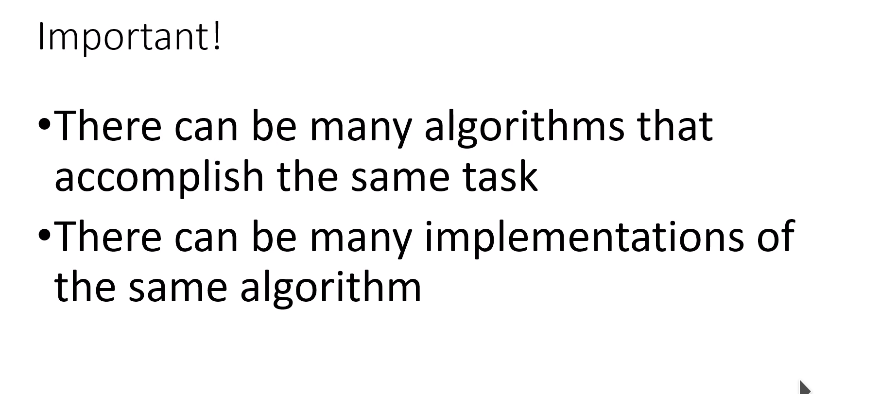 Important!
•There can be many algorithms that
accomplish the same task
•There can be many implementations of
the same algorithm